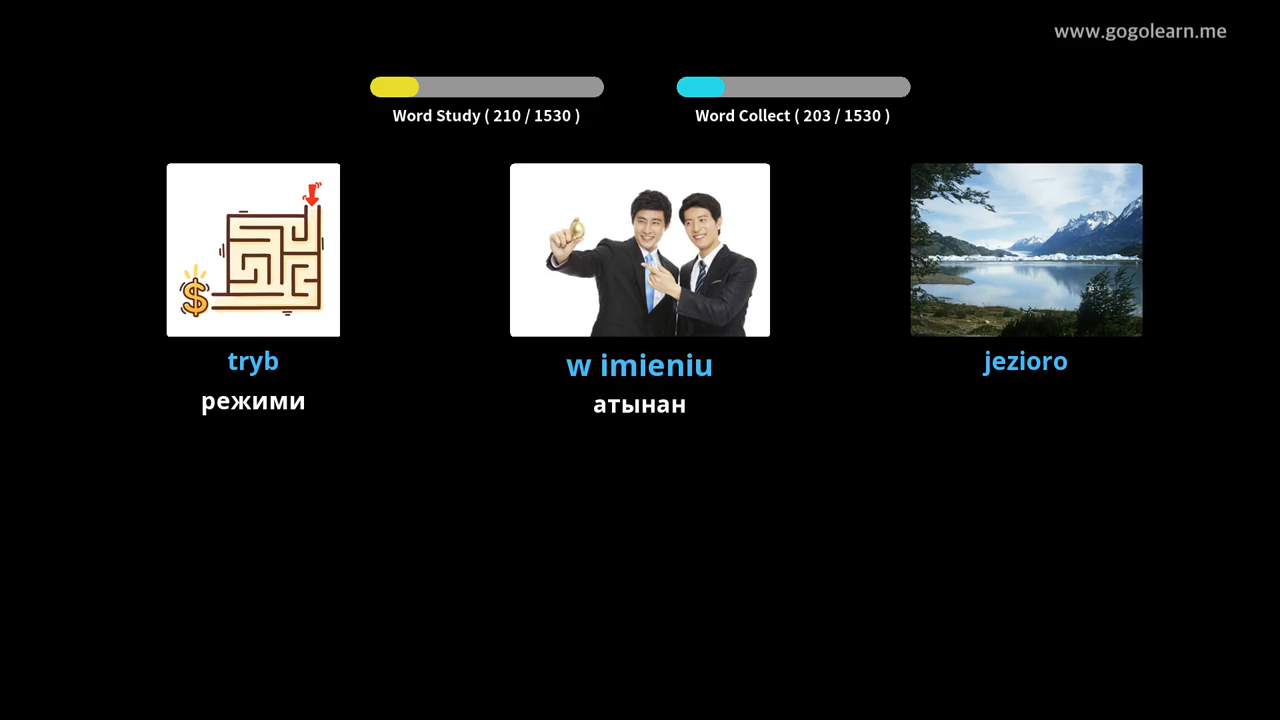 www.gogolearn.me
Word Study ( 210 / 1530 )
Word Collect ( 203 / 1530 )
tryb
режими
w imieniu
атынан
jezioro